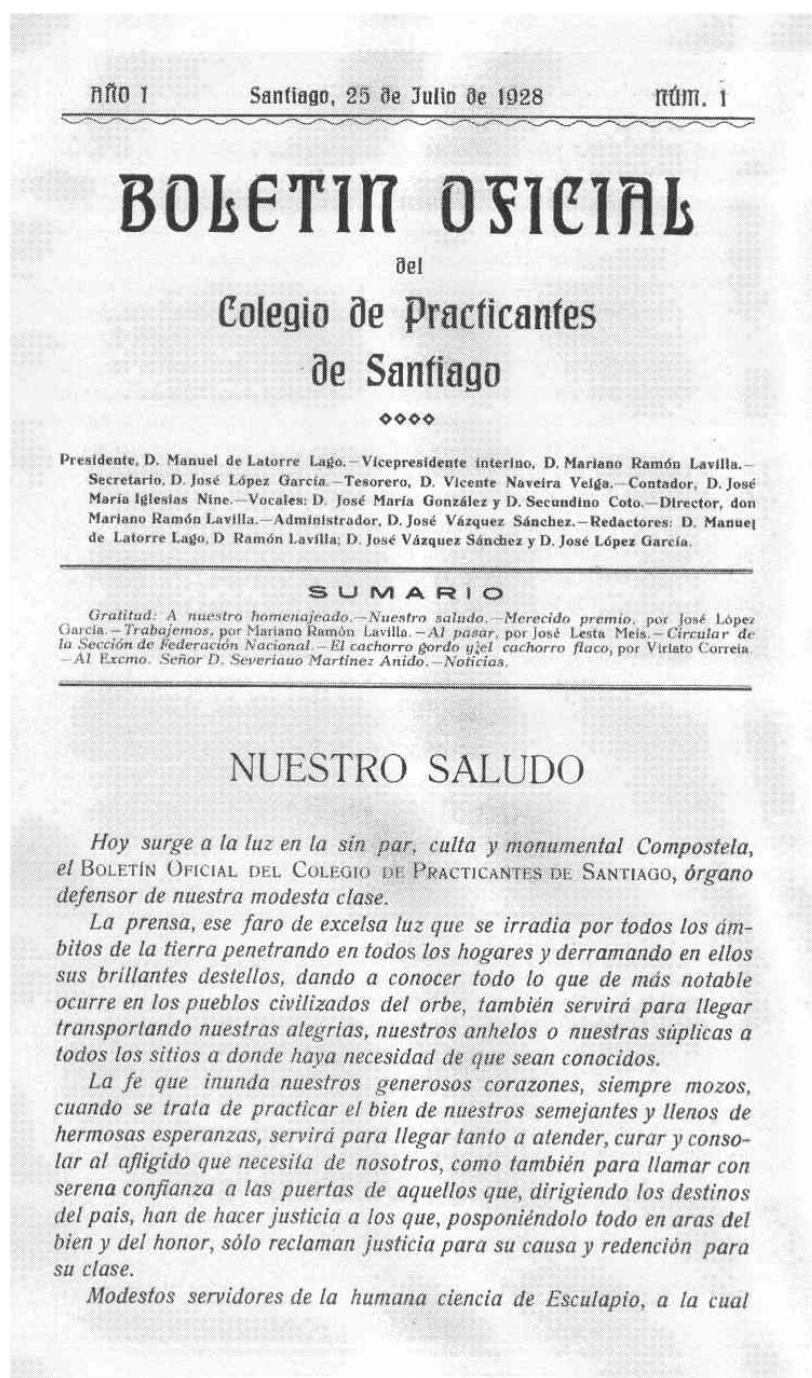 AÑO 1 Santiago, 25 de Julio de 1928 NÚM. 1
BOLETIN OFICIAL
del
Colegio de Practicantes
de Santiago
Presidente, D. Manuel de Latorre Lago.—Vicepresidente interino, D. Mariano Ramón Lavilla.—
Secretario, D. José López García.—Tesorero, D. Vicente Naveira Veiga.—Contador, D. José
María Iglesias Nine.—Vocales: D. José María González y D. Secundino Coto.—Director, don
Mariano Ramón Lavilla.—Administrador, D. José Vázquez Sánchez.—Redactores: D. Manuel
de Latorre Lago, D Ramón Lavilla; D. José Vázquez Sánchez y D. José López García.
SUMARIO
Gratitud: A nuestro homenajeado.—Nuestro saludo.—Merecido premio, por José López
García.—Trabajemos, por Mariano Ramón Lavilla.—Al pasar, por José Lesta Meis.—Circular de
la Sección de Federación Nacional.—El cachorro gordo y el cachorro flaco, por Viriato Correia.
—Al Excmo. Señor D. Severiano Martínez Anido.—Noticias.
NUESTRO SALUDO
Hoy surge a la luz en la sin par, culta y monumental Compostela,
el BOLETÍN OFICIAL DEL COLEGIO DE PRACTICANTES DE SANTIAGO, órgano
defensor de nuestra modesta clase.
La prensa, ese faro de excelsa luz que se irradia por todos los ám-
bitos de la tierra penetrando en todos los hogares y derramando en ellos
sus brillantes destellos, dando a conocer todo lo que de más notable
ocurre en los pueblos civilizados del orbe, también servirá para llegar
transportando nuestras alegrías, nuestros anhelos o nuestras súplicas a
todos los sitios a donde haya necesidad de que sean conocidos.
La fe que inunda nuestros generosos corazones, siempre mozos,
cuando se trata de practicar el bien de nuestros semejantes y llenos de
hermosas esperanzas, servirá para llegar tanto a atender, curar y conso-
lar al afligido que necesita de nosotros, como también para llamar con
serena confianza a las puertas de aquellos que, dirigiendo los destinos
del país, han de hacer justicia a los que, posponiéndolo todo en aras del
bien y del honor, sólo reclaman justicia para su causa y redención para
su clase.
Modestos servidores de la humana ciencia de Esculapio, a la cual